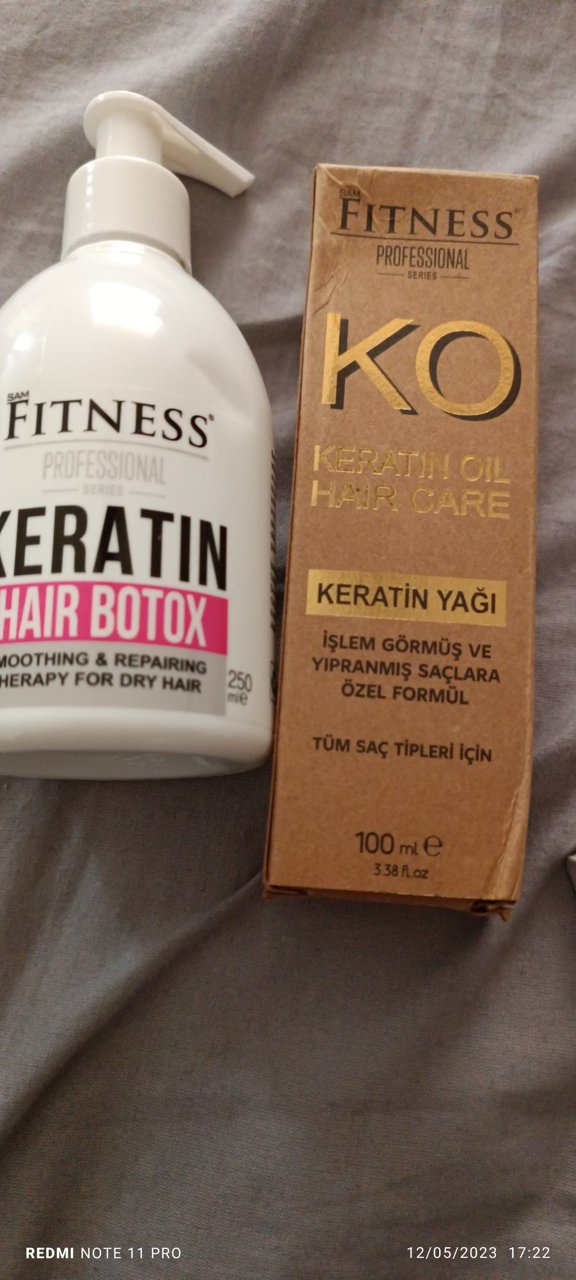 SAM
FITNESS®
PROFESSIONAL
SERIES
KERATIN
HAIR BOTOX
MOOTHING & REPAIRING
HERAPY FOR DRY HAIR
250
ml e
SAM
FITNESS®
PROFESSIONAL
SERIES
KO
KERATIN OIL
HAIR CARE
KERATİN YAĞI
İŞLEM GÖRMÜŞ VE
YIPRANMIŞ SAÇLARA
ÖZEL FORMÜL
TÜM SAÇ TİPLERİ İÇİN
100 ml e
3.38 fl.oz
REDMI NOTE 11 PRO
12/05/2023 17:22